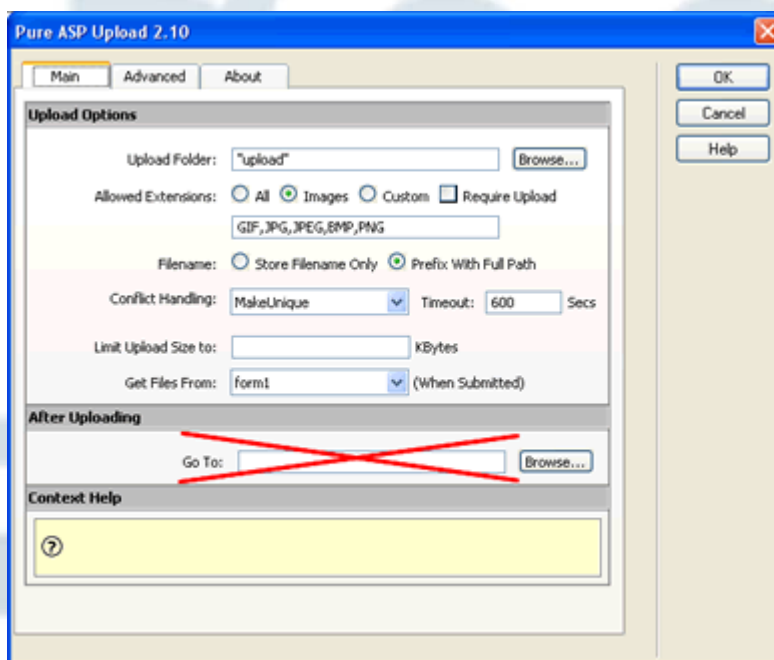 Pure ASP Upload 2.10
Main Advanced About
OK
Cancel
Help
Upload Options
Upload Folder: "upload" Browse...
Allowed Extensions: All Images Custom Require Upload
GIF,JPG,JPEG,BMP,PNG
Filename: Store Filename Only Prefix With Full Path
Conflict Handling: MakeUnique Timeout: 600 Secs
Limit Upload Size to: KBytes
Get Files From: form1 (When Submitted)
After Uploading
Go To: Browse...
Context Help
?